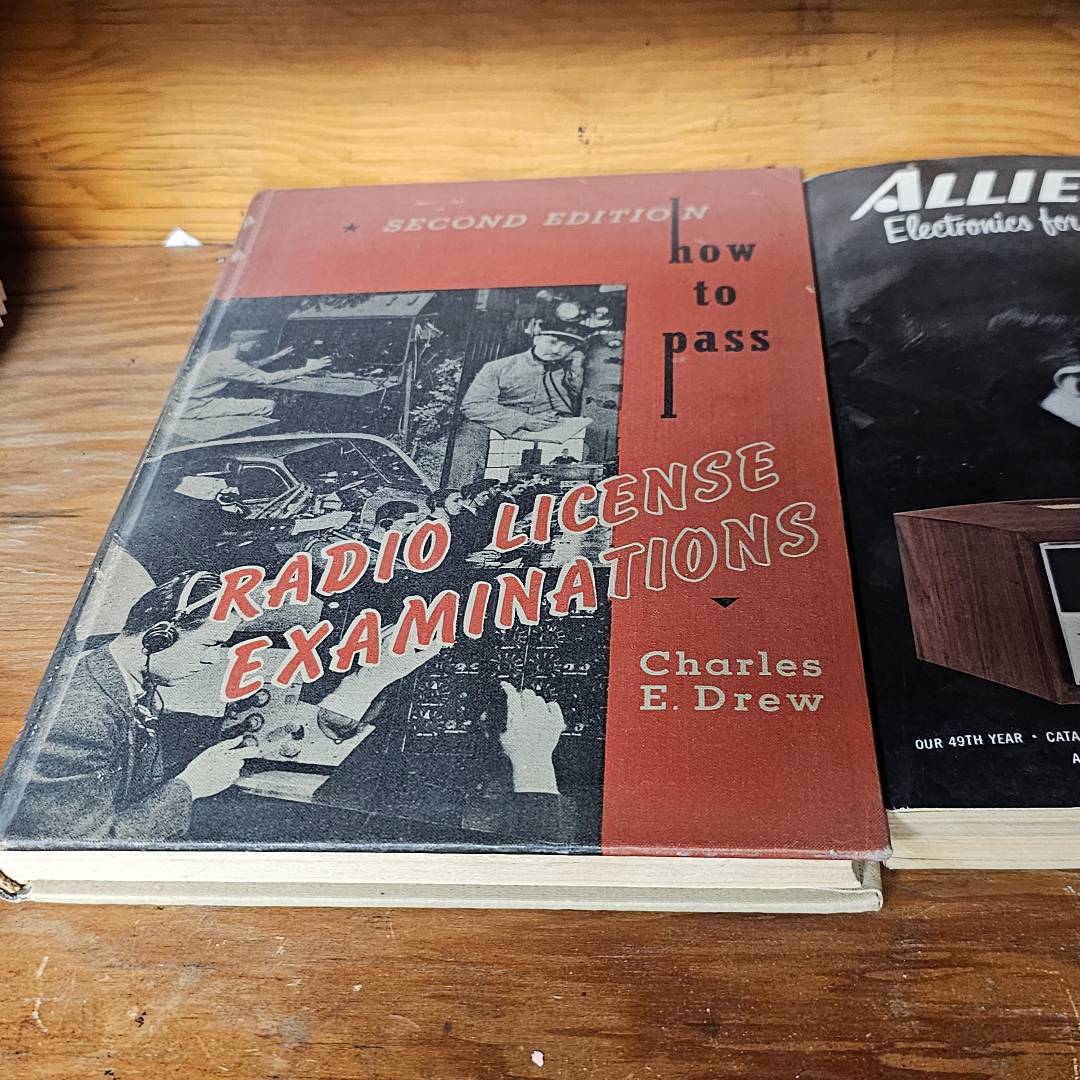 SECOND EDITION
how
to
pass
RADIO LICENSE
EXAMINATIONS
Charles
E. Drew
ALLIE
Electronics for
OUR 49TH YEAR · CATA
A